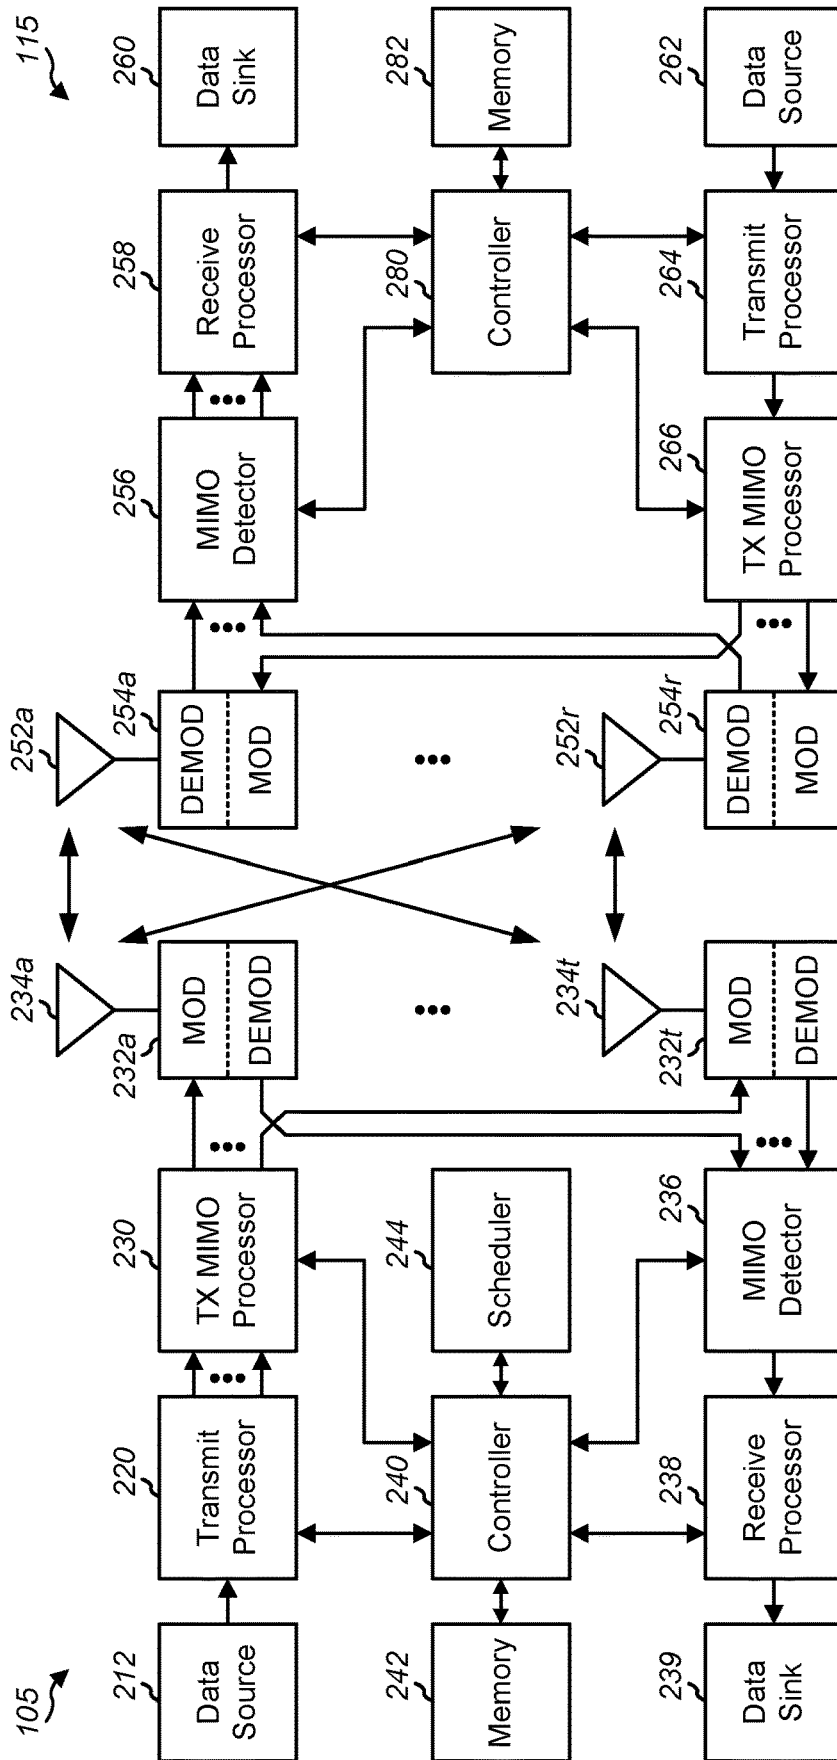 105
115
212
Data
Source
220
Transmit
Processor
•••
230
TX MIMO
Processor
•••
234a
232a
MOD
DEMOD
252a
254a
DEMOD
MOD
•••
256
MIMO
Detector
•••
258
Receive
Processor
260
Data
Sink
242
Memory
240
Controller
244
Scheduler
•••
•••
280
Controller
282
Memory
239
Data
Sink
238
Receive
Processor
236
MIMO
Detector
•••
234t
232t
MOD
DEMOD
252r
254r
DEMOD
MOD
•••
266
TX MIMO
Processor
264
Transmit
Processor
262
Data
Source